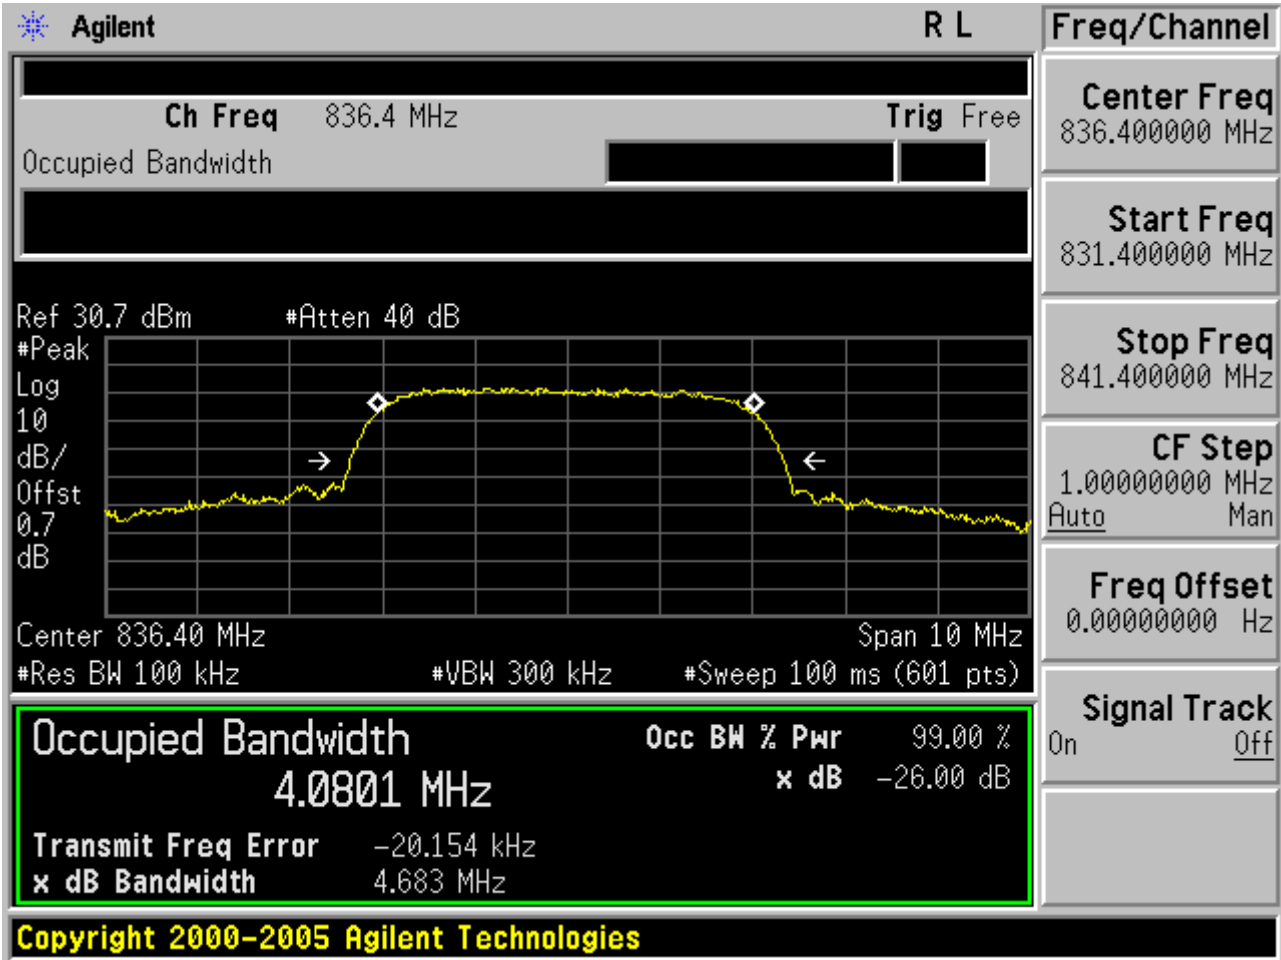 Agilent R L
Ch Freq 836.4 MHz Trig Free
Occupied Bandwidth
Ref 30.7 dBm #Atten 40 dB
#Peak
Log
10
dB/
Offst
0.7
dB
Center 836.40 MHz Span 10 MHz
#Res BW 100 kHz #VBW 300 kHz #Sweep 100 ms (601 pts)
Occupied Bandwidth Occ BW % Pwr 99.00 %
4.0801 MHz x dB -26.00 dB
Transmit Freq Error -20.154 kHz
x dB Bandwidth 4.683 MHz
Copyright 2000-2005 Agilent Technologies
Freq/Channel
Center Freq
836.400000 MHz
Start Freq
831.400000 MHz
Stop Freq
841.400000 MHz
CF Step
1.00000000 MHz
Auto Man
Freq Offset
0.00000000 Hz
Signal Track
On Off